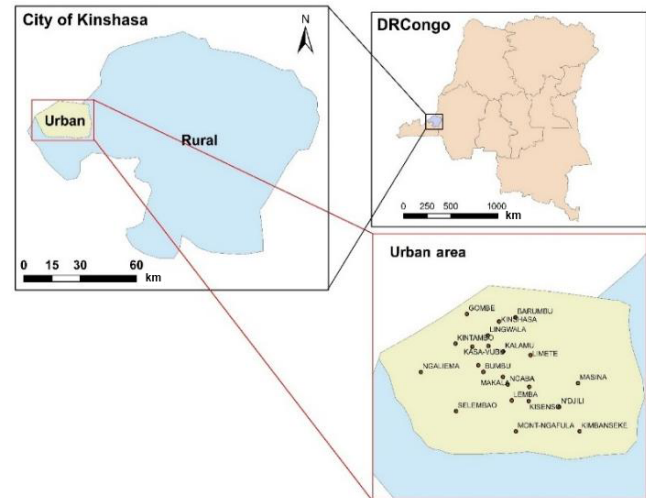 City of Kinshasa
N
Urban
Rural
0 15 30 60
km
DRCongo
0 250 500 1000
km
Urban area
GOMBE
BARUMBU
KINSHASA
LINGWALA
KINTAMBO
KALAMU
KASA-VUBU
LIMETE
NGALIEMA
BUMBU
MAKALA
NGABA
MASINA
LEMBA
SELEMBAO
KISENSO
N'DJILI
MONT-NGAFULA
KIMBANSEKE